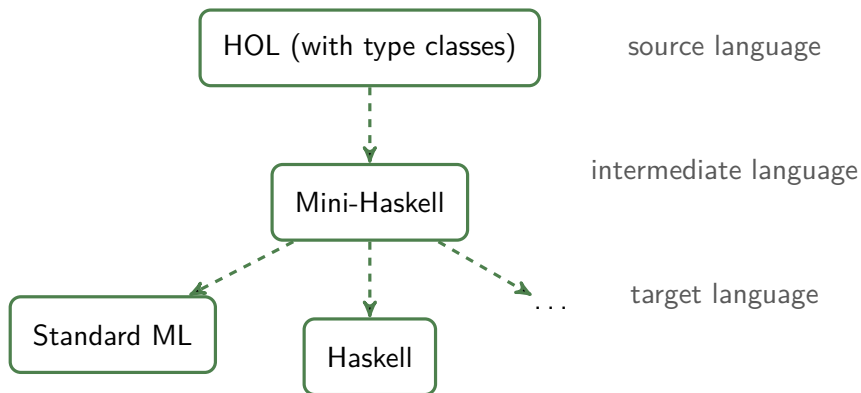 HOL (with type classes)
source language
intermediate language
Mini-Haskell
target language
...
Standard ML
Haskell